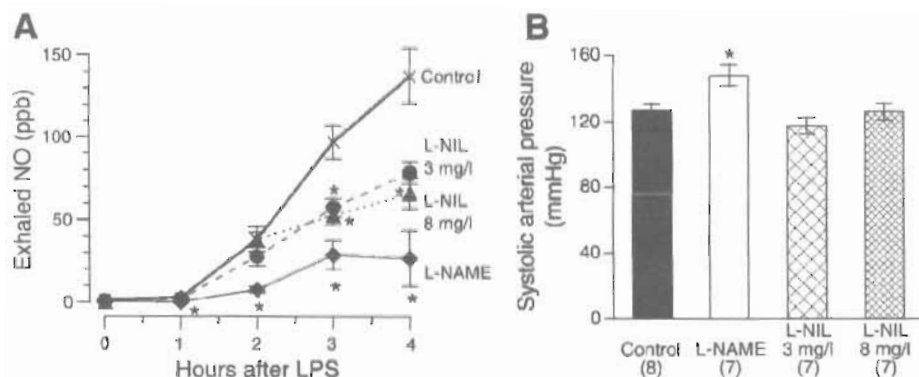 A
150
100
50
0
Exhaled NO (ppb)
Control
L-NIL
3 mg/l
L-NIL
8 mg/l
L-NAME
*
*
*
*
*
*
*
0 1 2 3 4
Hours after LPS
B
160
120
80
40
0
Systolic arterial pressure
(mmHg)
*
Control
(8)
L-NAME
(7)
L-NIL
3 mg/l
(7)
L-NIL
8 mg/l
(7)